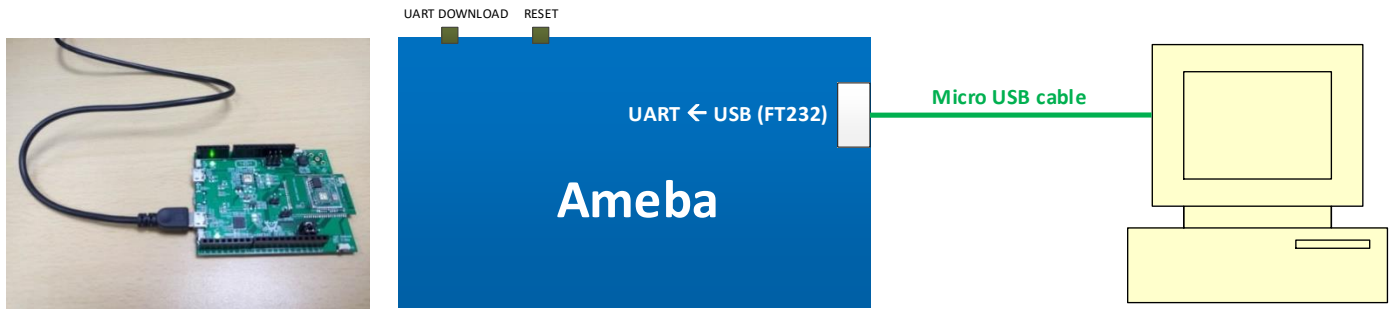 UART DOWNLOAD RESET
UART ← USB (FT232)
Micro USB cable
Ameba